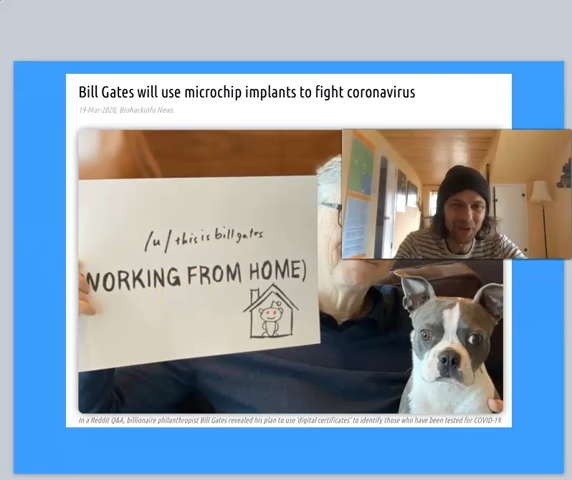 Bill Gates will use microchip implants to fight coronavirus
19-Mar-2020, Biohackinfo News.
/u/thisisbillgates
WORKING FROM HOME)
In a Reddit Q&A, billionaire philanthropist Bill Gates revealed his plan to use 'digital certificates' to identify those who have been tested for COVID-19.